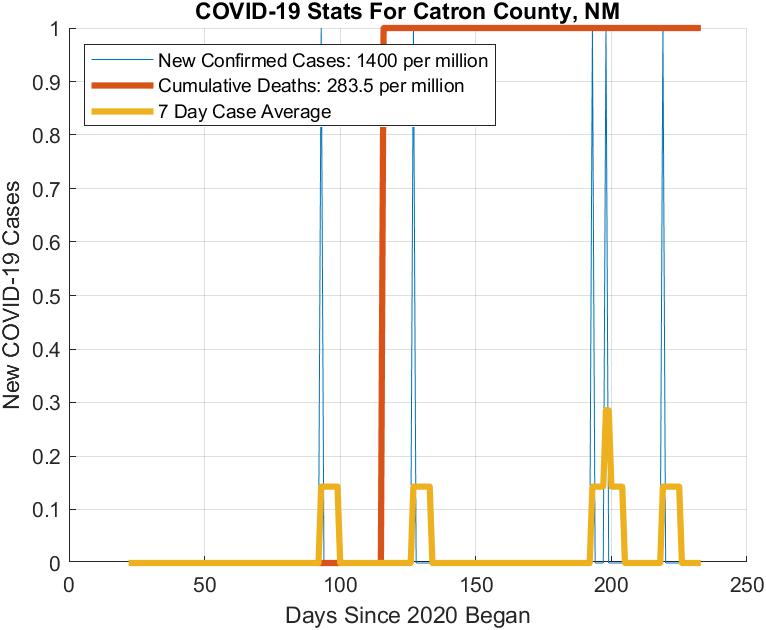 COVID-19 Stats For Catron County, NM
New Confirmed Cases: 1400 per million
Cumulative Deaths: 283.5 per million
7 Day Case Average
New COVID-19 Cases
1
0.9
0.8
0.7
0.6
0.5
0.4
0.3
0.2
0.1
0
0 50 100 150 200 250
Days Since 2020 Began